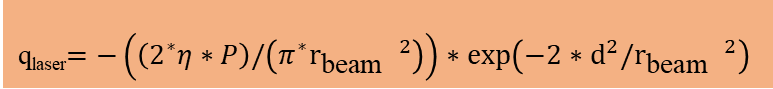 q_laser= − ((2*η * P)/(π*r_beam ²)) * exp(−2 * d²/r_beam ²)